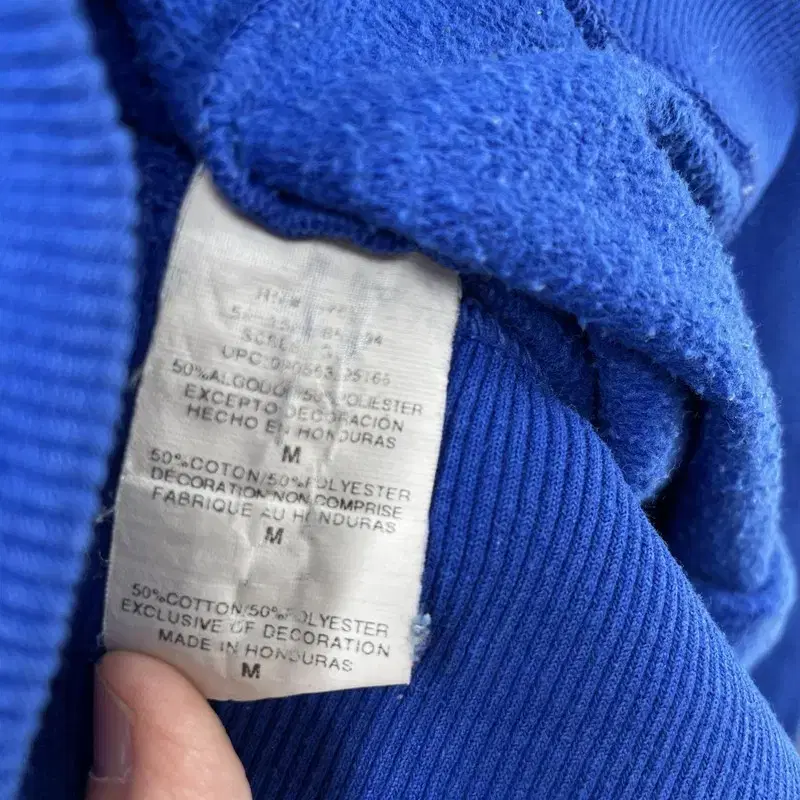 50%ALGODON/50%POLIESTER
EXCEPTO DECORACIÓN
HECHO EN HONDURAS
M
50%COTON/50%POLYESTER
DECORATION NON COMPRISE
FABRIQUE AU HONDURAS
M
50%COTTON/50%POLYESTER
EXCLUSIVE OF DECORATION
MADE IN HONDURAS
M